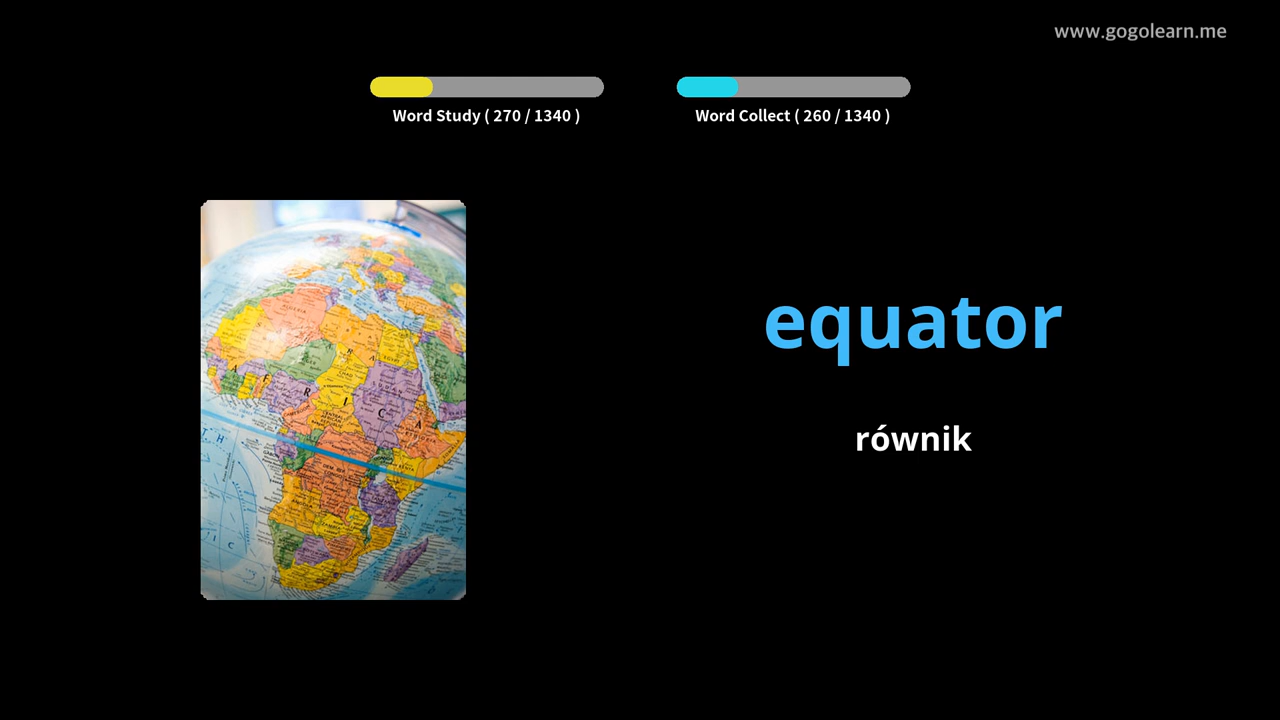 www.gogolearn.me
Word Study ( 270 / 1340 )
Word Collect ( 260 / 1340 )
equator
równik
A F R I C A